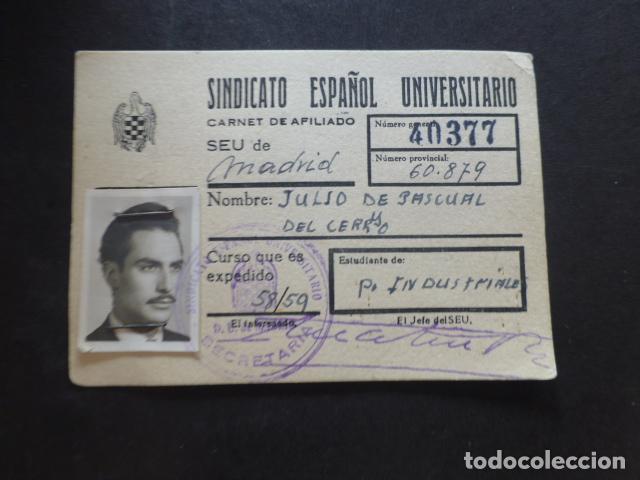 SINDICATO ESPAÑOL UNIVERSITARIO
CARNET DE AFILIADO
SEU de
Madrid
Número general:
40377
Número provincial:
60.879
Nombre: JULIO DE PASCUAL
DEL CERRO
Curso que es
expedido
58/59
El interesado,
Estudiante de:
P. INDUSTRIALES
El Jefe del SEU,
UNIVERSITARIO
SECRETARIA
todocoleccion